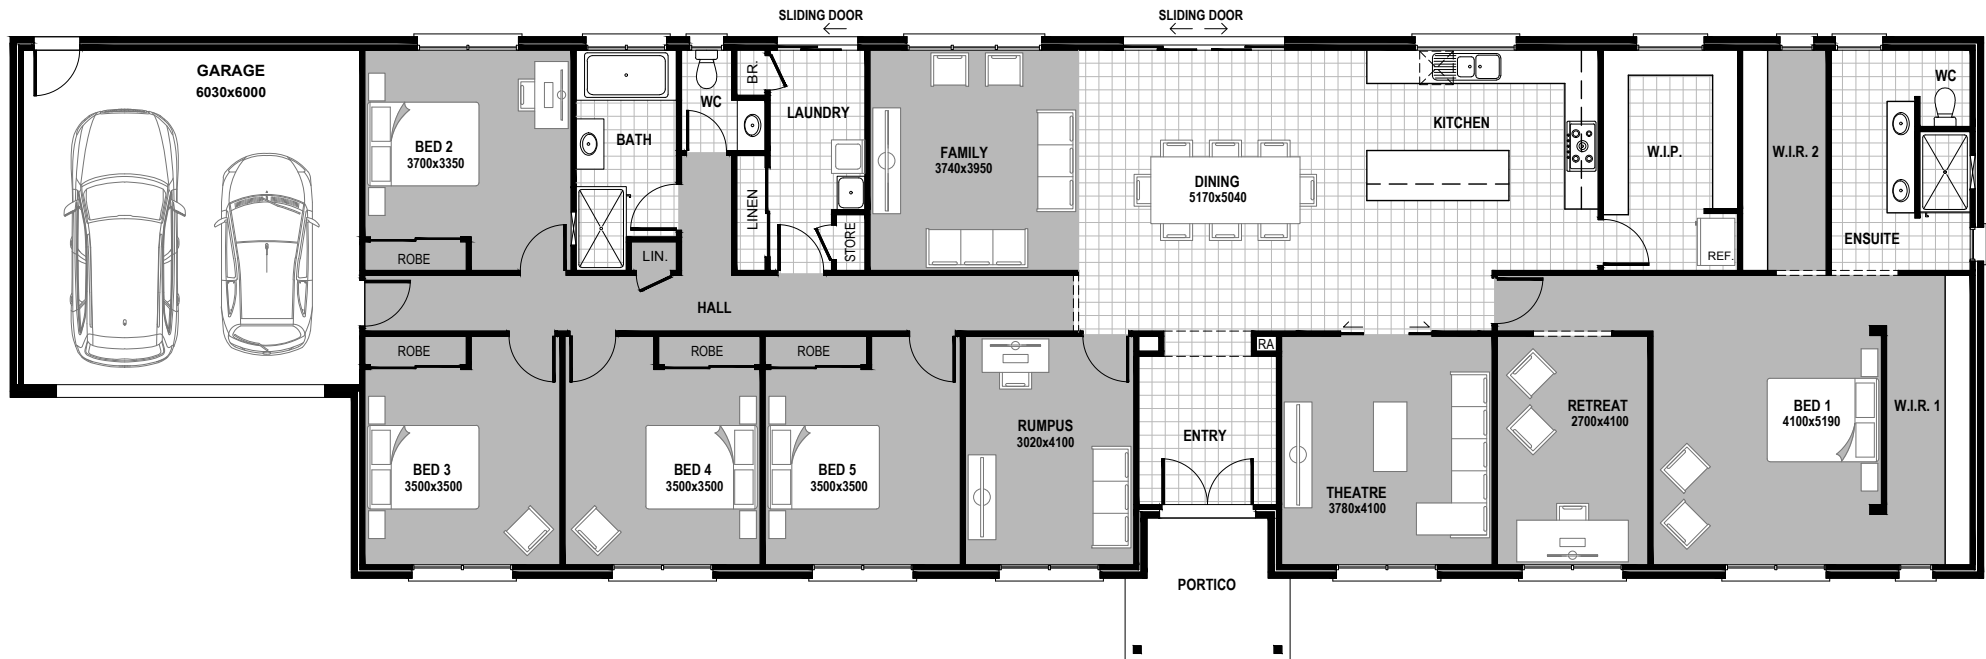 SLIDING DOOR
SLIDING DOOR
GARAGE
6030x6000
BED 2
3700x3350
ROBE
BATH
LIN.
WC
BR.
LAUNDRY
LINEN
STORE
FAMILY
3740x3950
DINING
5170x5040
KITCHEN
W.I.P.
REF.
W.I.R. 2
WC
ENSUITE
HALL
ROBE
BED 3
3500x3500
ROBE
BED 4
3500x3500
ROBE
BED 5
3500x3500
RUMPUS
3020x4100
RA
ENTRY
PORTICO
THEATRE
3780x4100
RETREAT
2700x4100
BED 1
4100x5190
W.I.R. 1